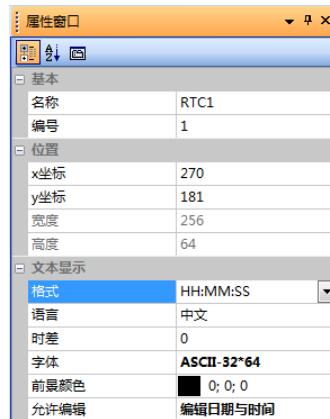 属性窗口
基本
名称 RTC1
编号 1
位置
x坐标 270
y坐标 181
宽度 256
高度 64
文本显示
格式 HH:MM:SS
语言 中文
时差 0
字体 ASCII-32*64
前景颜色 0; 0; 0
允许编辑 编辑日期与时间